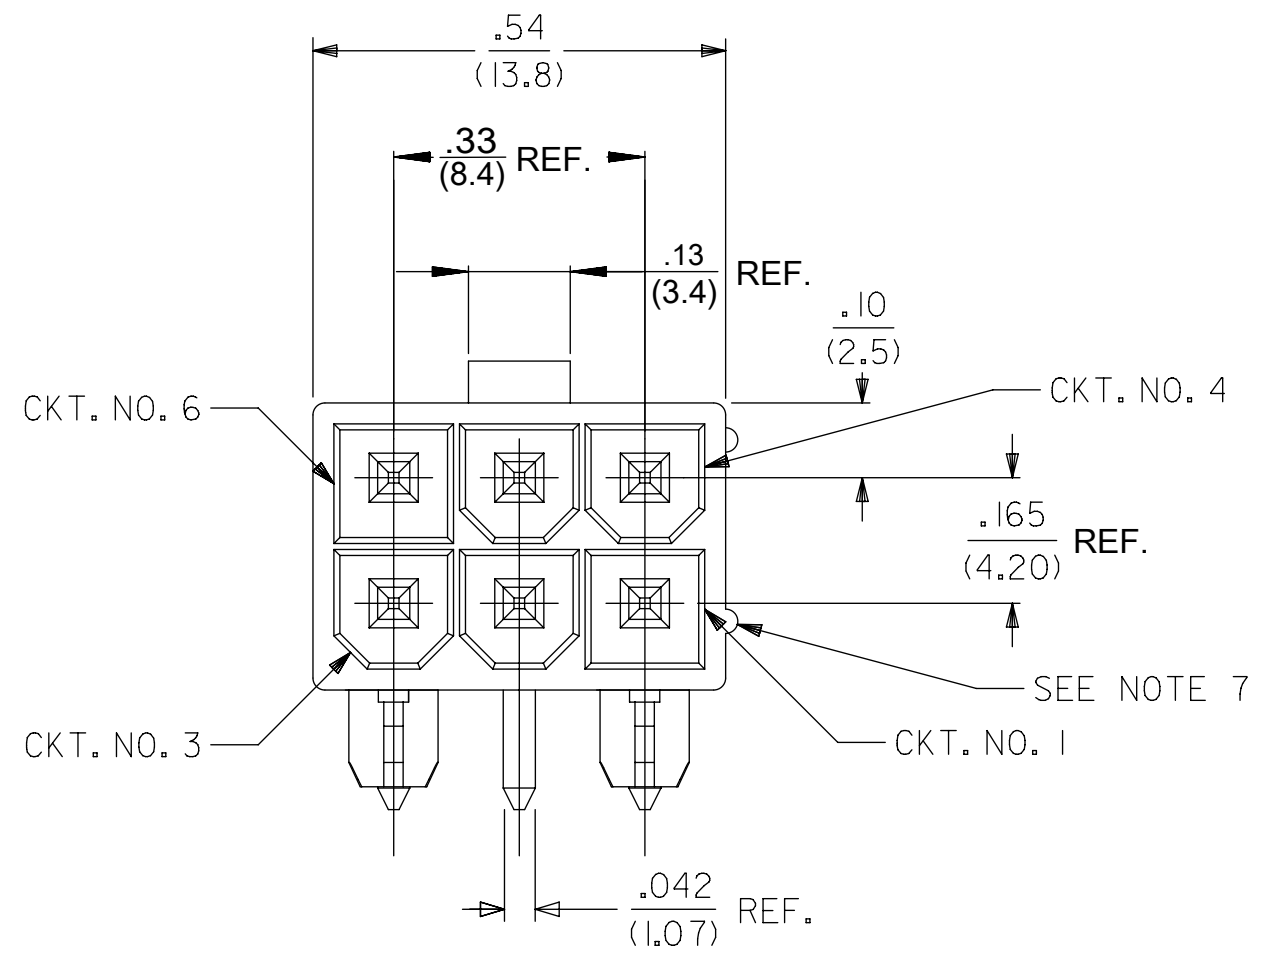 .54
(13.8)
.33
(8.4) REF.
.13
(3.4) REF.
.10
(2.5)
CKT. NO. 6
CKT. NO. 4
.165
(4.20) REF.
SEE NOTE 7
CKT. NO. 3
CKT. NO. 1
.042
(1.07) REF.